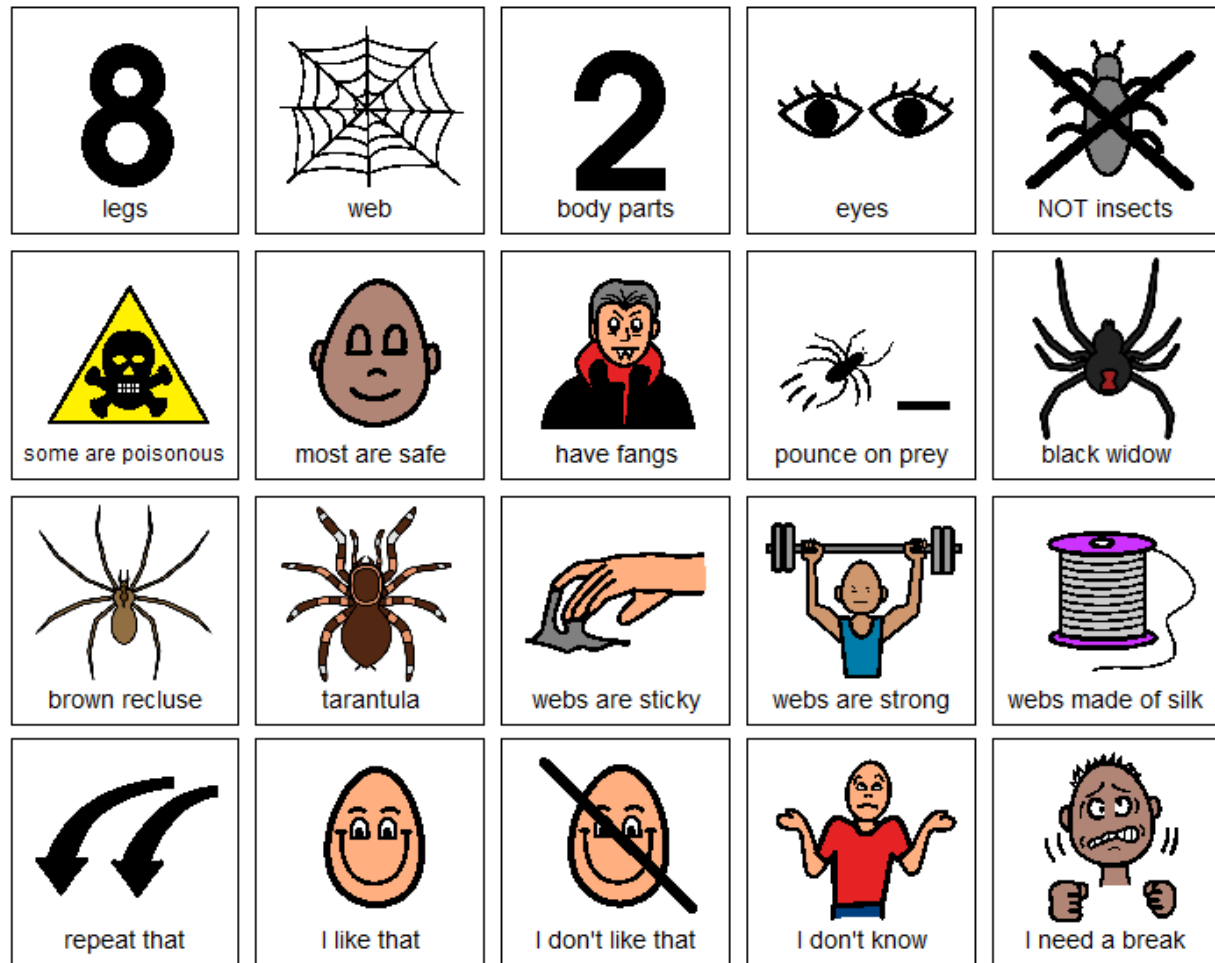 8
legs
web
2
body parts
eyes
NOT insects
some are poisonous
most are safe
have fangs
pounce on prey
black widow
brown recluse
tarantula
webs are sticky
webs are strong
webs made of silk
repeat that
I like that
I don't like that
I don't know
I need a break